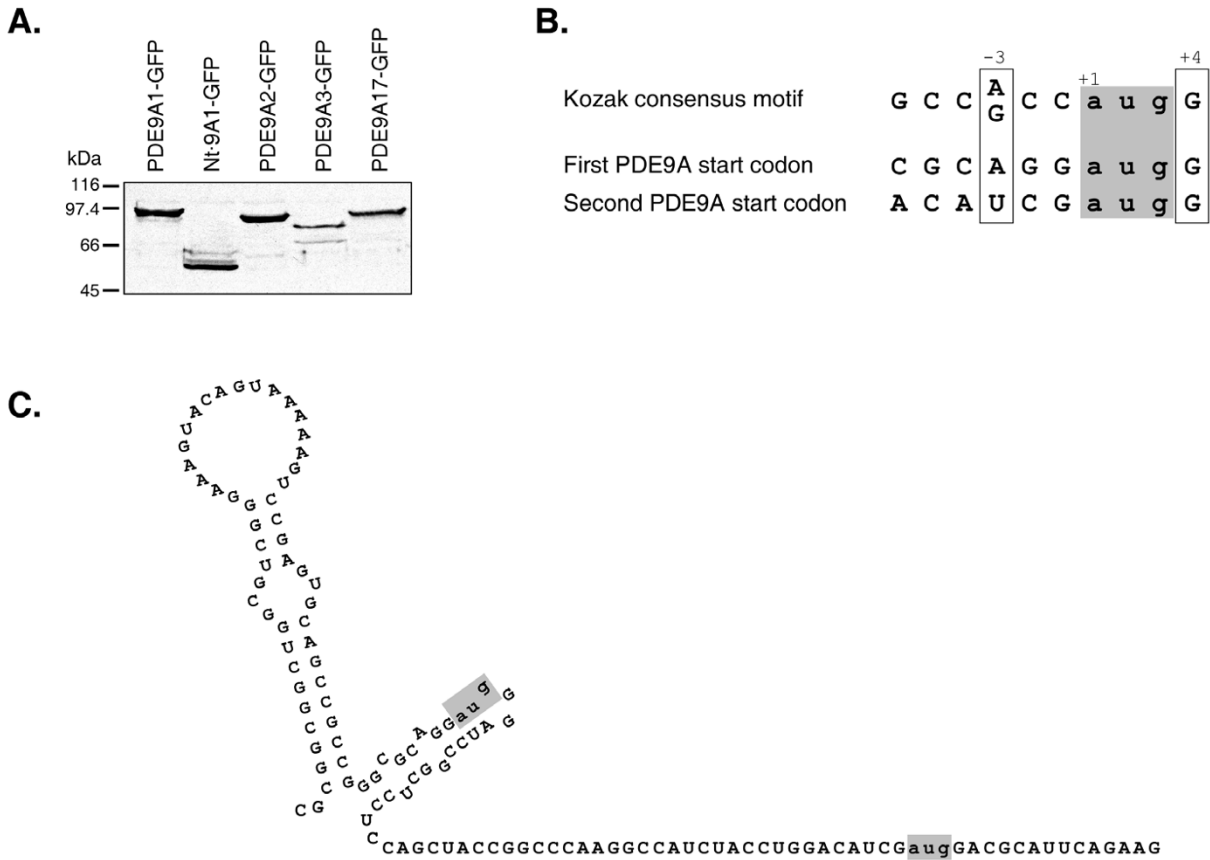 A.
PDE9A1-GFP
Nt·9A1-GFP
PDE9A2-GFP
PDE9A3-GFP
PDE9A17-GFP
kDa
116
97.4
66
45
B.
−3
+1
+4
Kozak consensus motif G C C A/G C C a u g G
First PDE9A start codon C G C A G G a u g G
Second PDE9A start codon A C A U C G a u g G
C.
CGCGGCGGCUGGCGUCGGGAAAGUACAGUAAAAAGUCCGAGUGCAGCCGCCGGGCCGCAGGaugGGAUCCGGCUCCUC
CAGCUACCGGCCCAAGGCCAUCUACCUGGACAUCGaugGACGCAUUCAGAAG